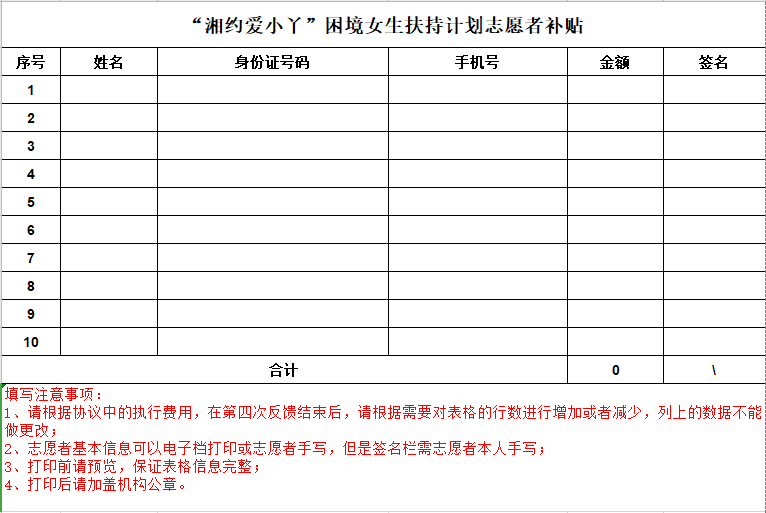 “湘约爱小丫”困境女生扶持计划志愿者补贴
序号 姓名 身份证号码 手机号 金额 签名
1
2
3
4
5
6
7
8
9
10
合计 0 \
填写注意事项：
1、请根据协议中的执行费用，在第四次反馈结束后，请根据需要对表格的行数进行增加或者减少，列上的数据不能
做更改；
2、志愿者基本信息可以电子档打印或志愿者手写，但是签名栏需志愿者本人手写；
3、打印前请预览，保证表格信息完整；
4、打印后请加盖机构公章。